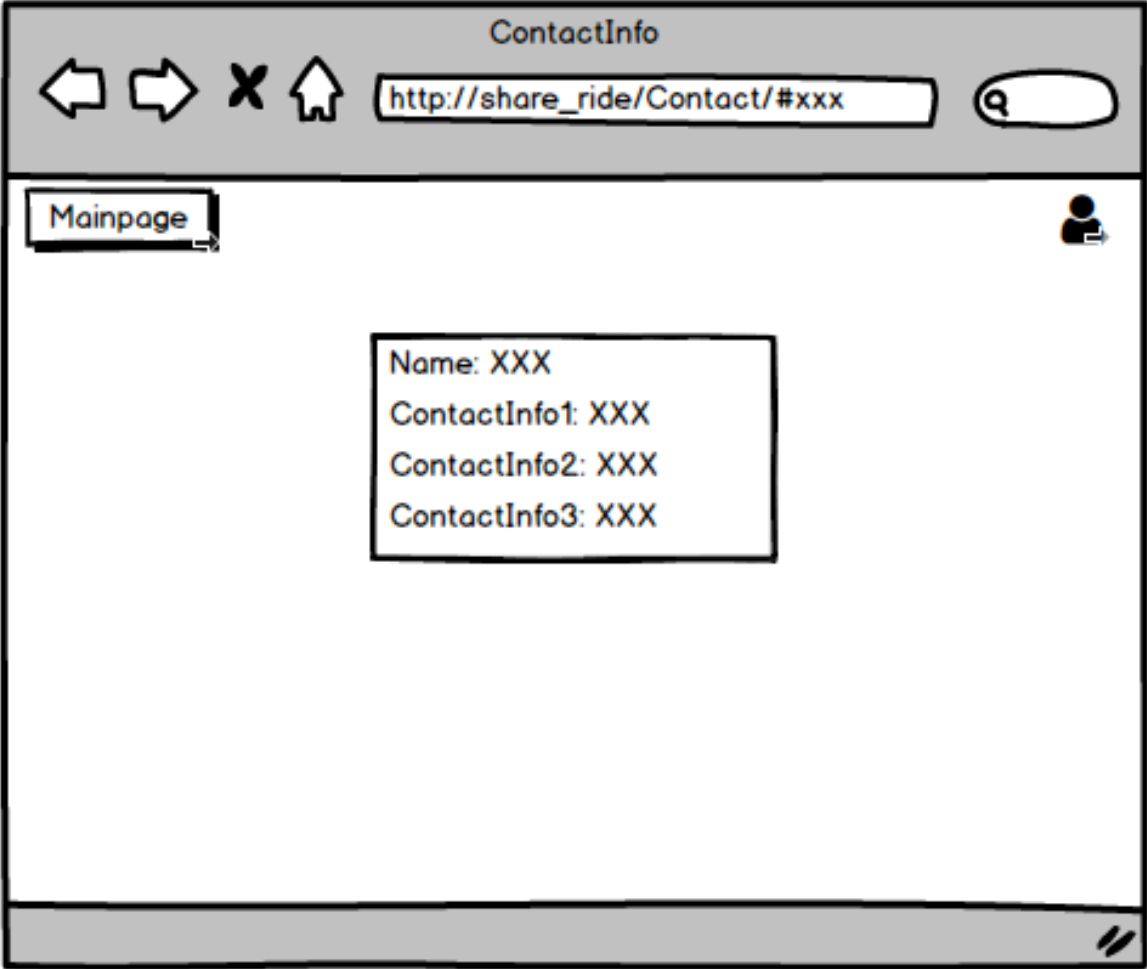 ContactInfo
http://share_ride/Contact/#xxx
Mainpage
Name: XXX
ContactInfo1: XXX
ContactInfo2: XXX
ContactInfo3: XXX